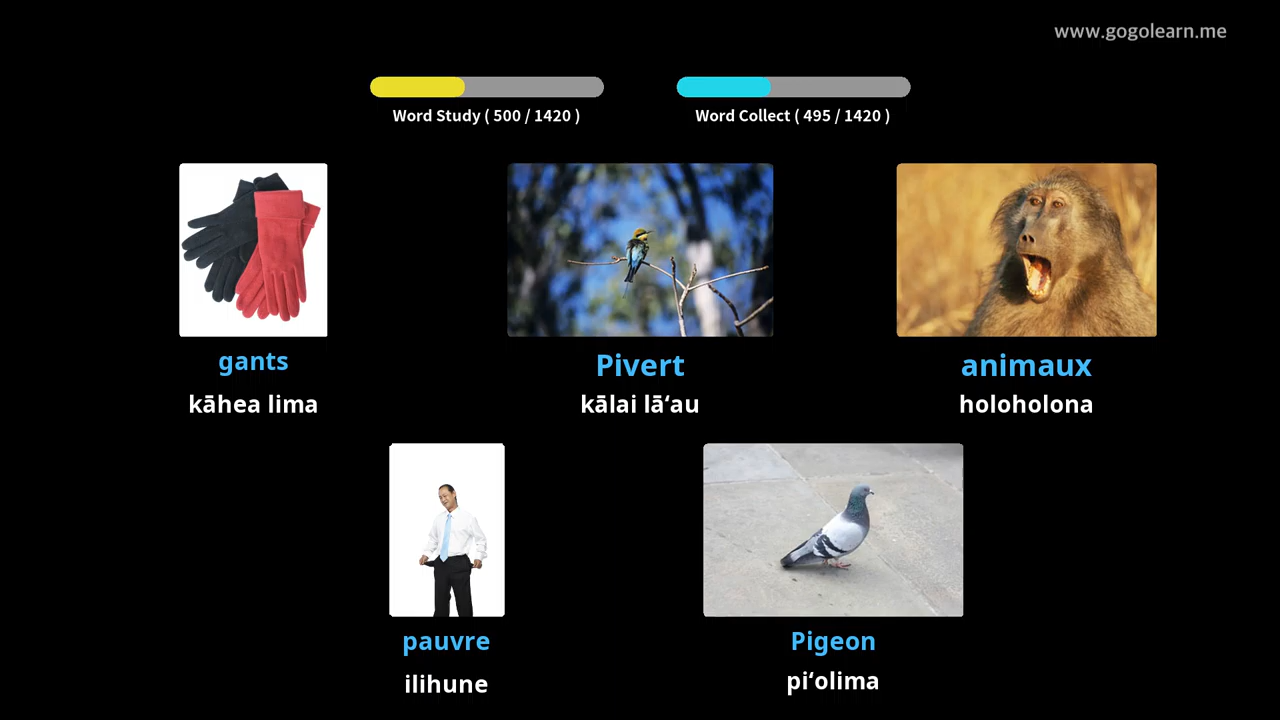 www.gogolearn.me
Word Study ( 500 / 1420 )
Word Collect ( 495 / 1420 )
gants
kāhea lima
Pivert
kālai lāʻau
animaux
holoholona
pauvre
ilihune
Pigeon
piʻolima